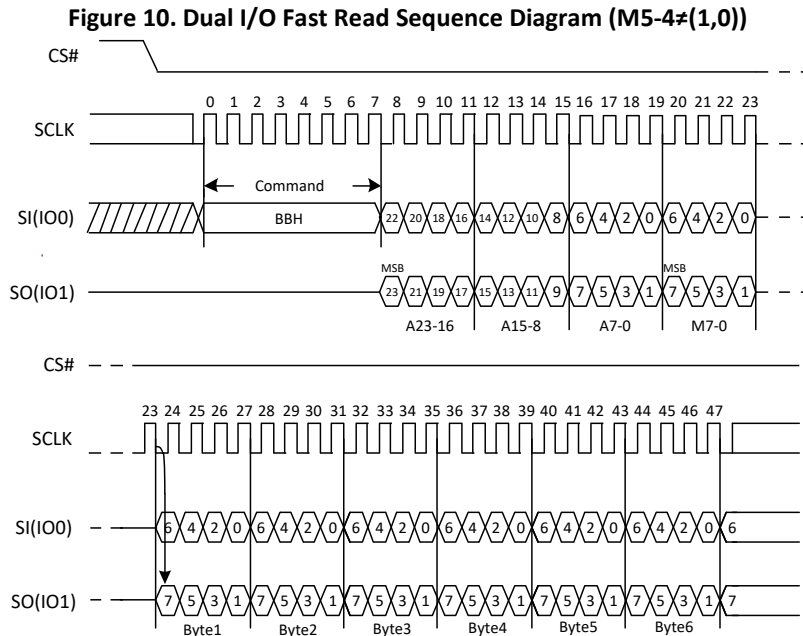 Figure 10. Dual I/O Fast Read Sequence Diagram (M5-4≠(1,0))
CS#
0 1 2 3 4 5 6 7 8 9 10 11 12 13 14 15 16 17 18 19 20 21 22 23
SCLK
Command
SI(IO0) BBH 22 20 18 16 14 12 10 8 6 4 2 0 6 4 2 0
MSB MSB
SO(IO1) 23 21 19 17 15 13 11 9 7 5 3 1 7 5 3 1
A23-16 A15-8 A7-0 M7-0
CS#
23 24 25 26 27 28 29 30 31 32 33 34 35 36 37 38 39 40 41 42 43 44 45 46 47
SCLK
SI(IO0) 6 4 2 0 6 4 2 0 6 4 2 0 6 4 2 0 6 4 2 0 6 4 2 0 6
SO(IO1) 7 5 3 1 7 5 3 1 7 5 3 1 7 5 3 1 7 5 3 1 7 5 3 1 7
Byte1 Byte2 Byte3 Byte4 Byte5 Byte6